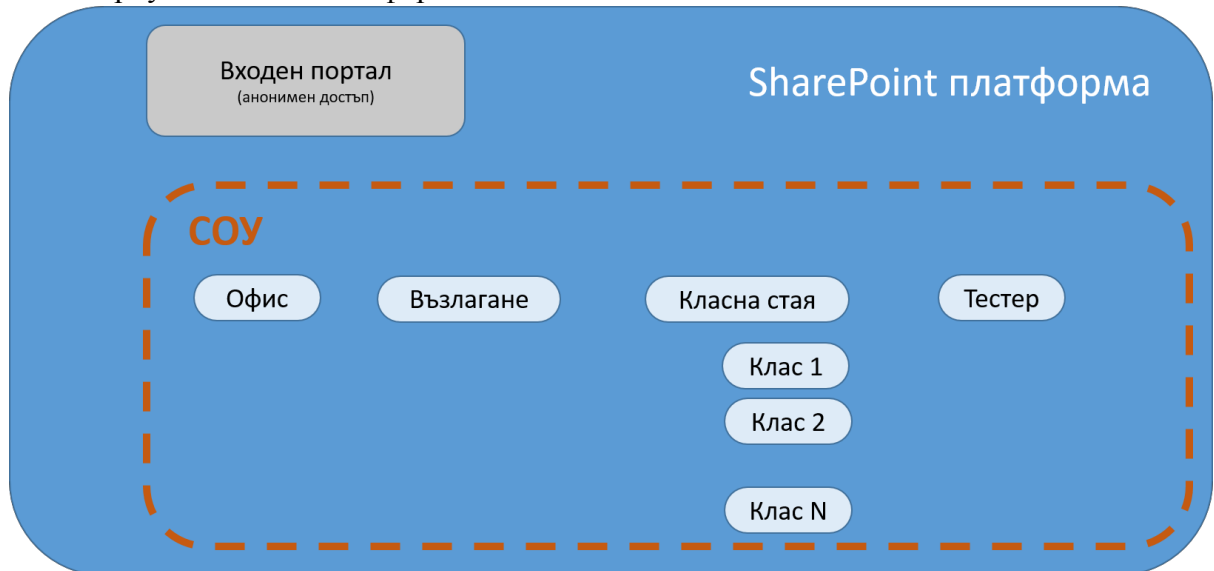 Входен портал
(анонимен достъп)
SharePoint платформа
СОУ
Офис
Възлагане
Класна стая
Тестер
Клас 1
Клас 2
Клас N